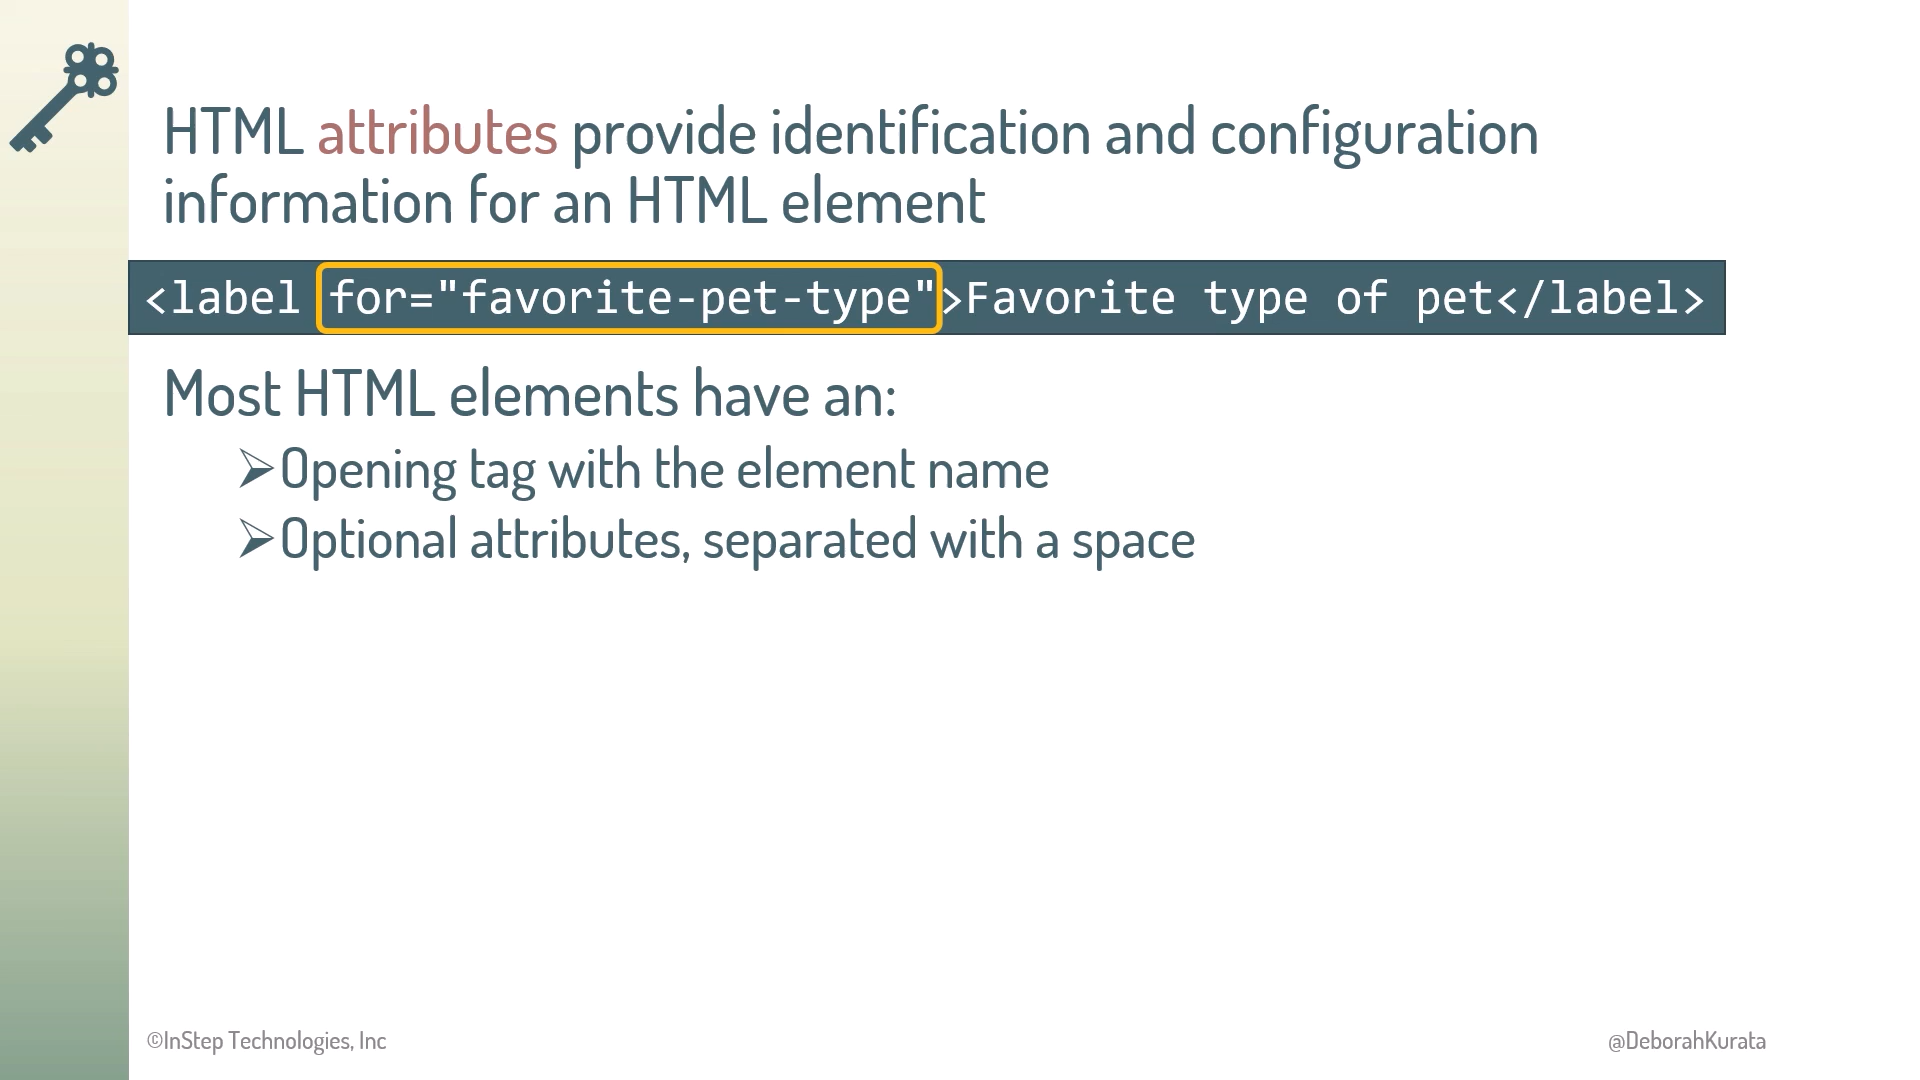 HTML attributes provide identification and configuration
information for an HTML element
<label for="favorite-pet-type">Favorite type of pet</label>
Most HTML elements have an:
➢Opening tag with the element name
➢Optional attributes, separated with a space
©InStep Technologies, Inc
@DeborahKurata